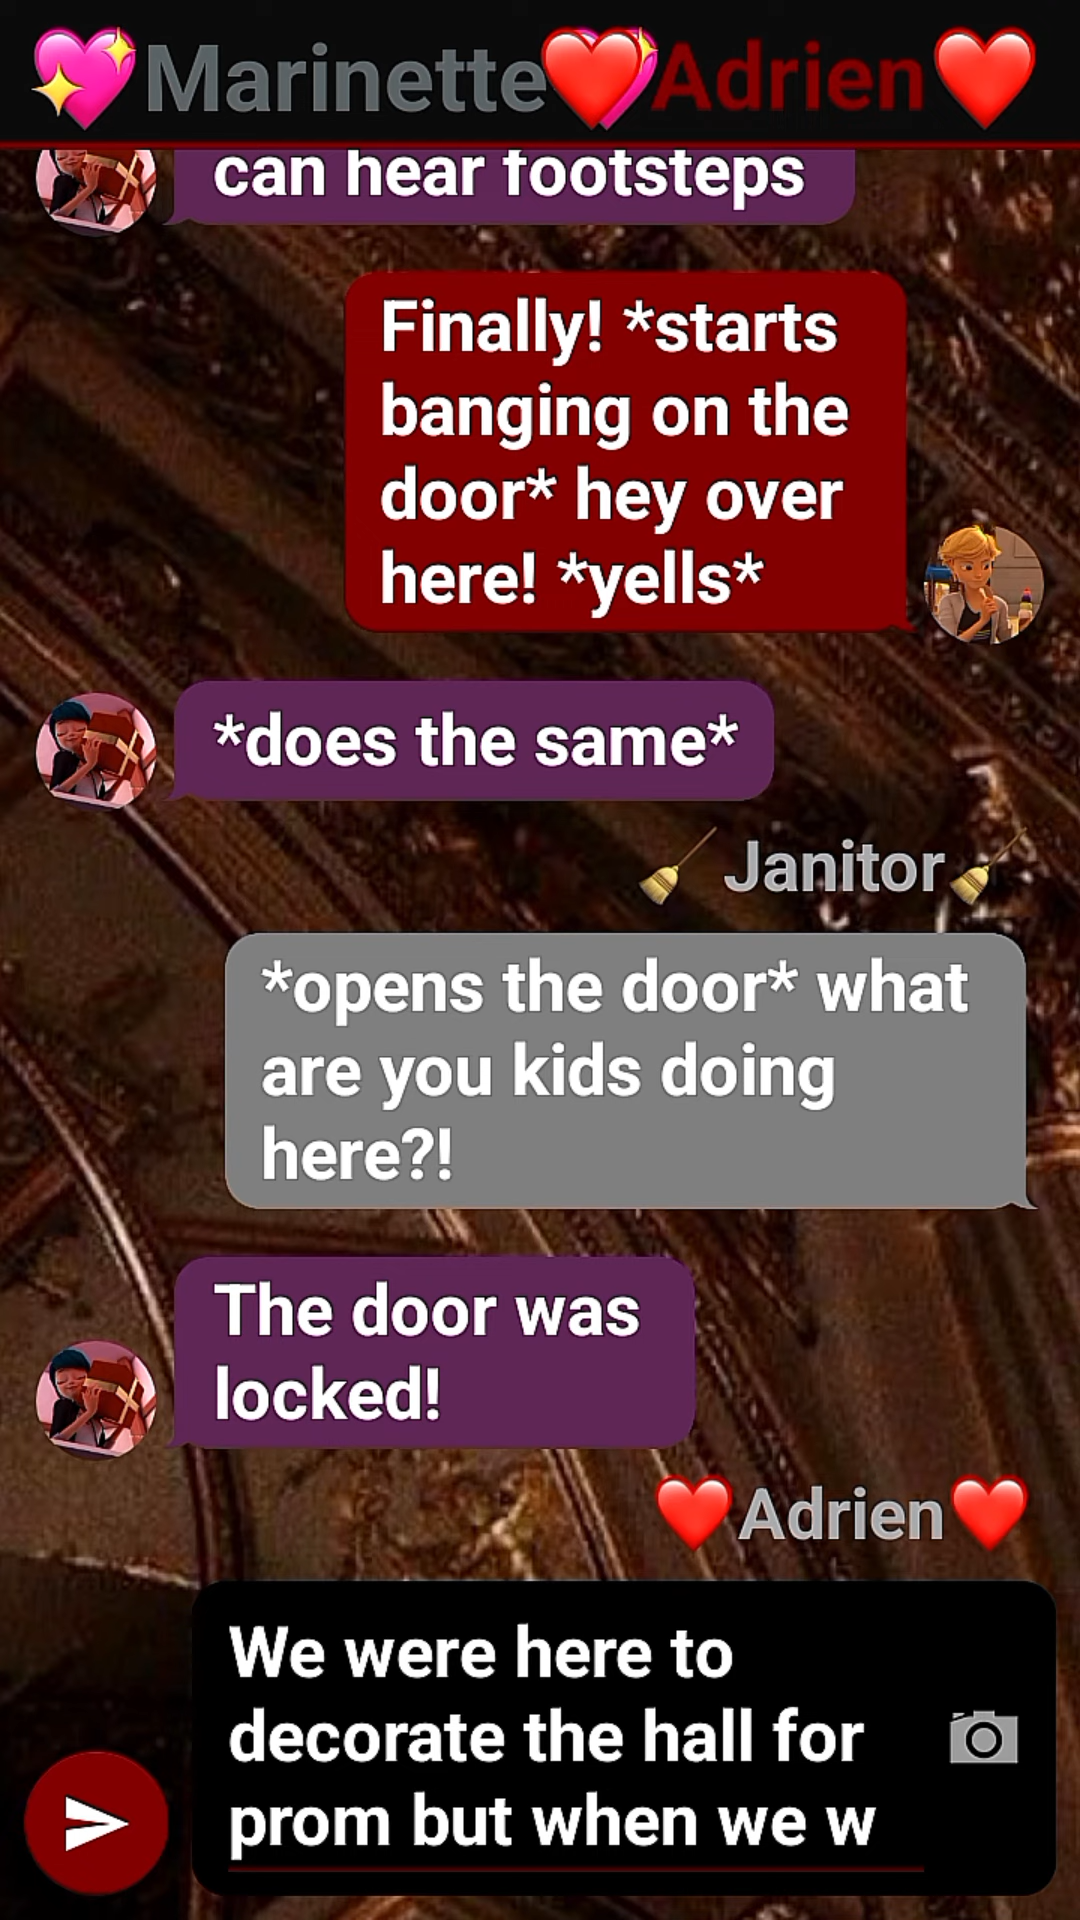 💖Marinette💖❤️Adrien❤️
can hear footsteps
Finally! *starts
banging on the
door* hey over
here! *yells*
*does the same*
🧹 Janitor🧹
*opens the door* what
are you kids doing
here?!
The door was
locked!
❤️Adrien❤️
We were here to
decorate the hall for
prom but when we w